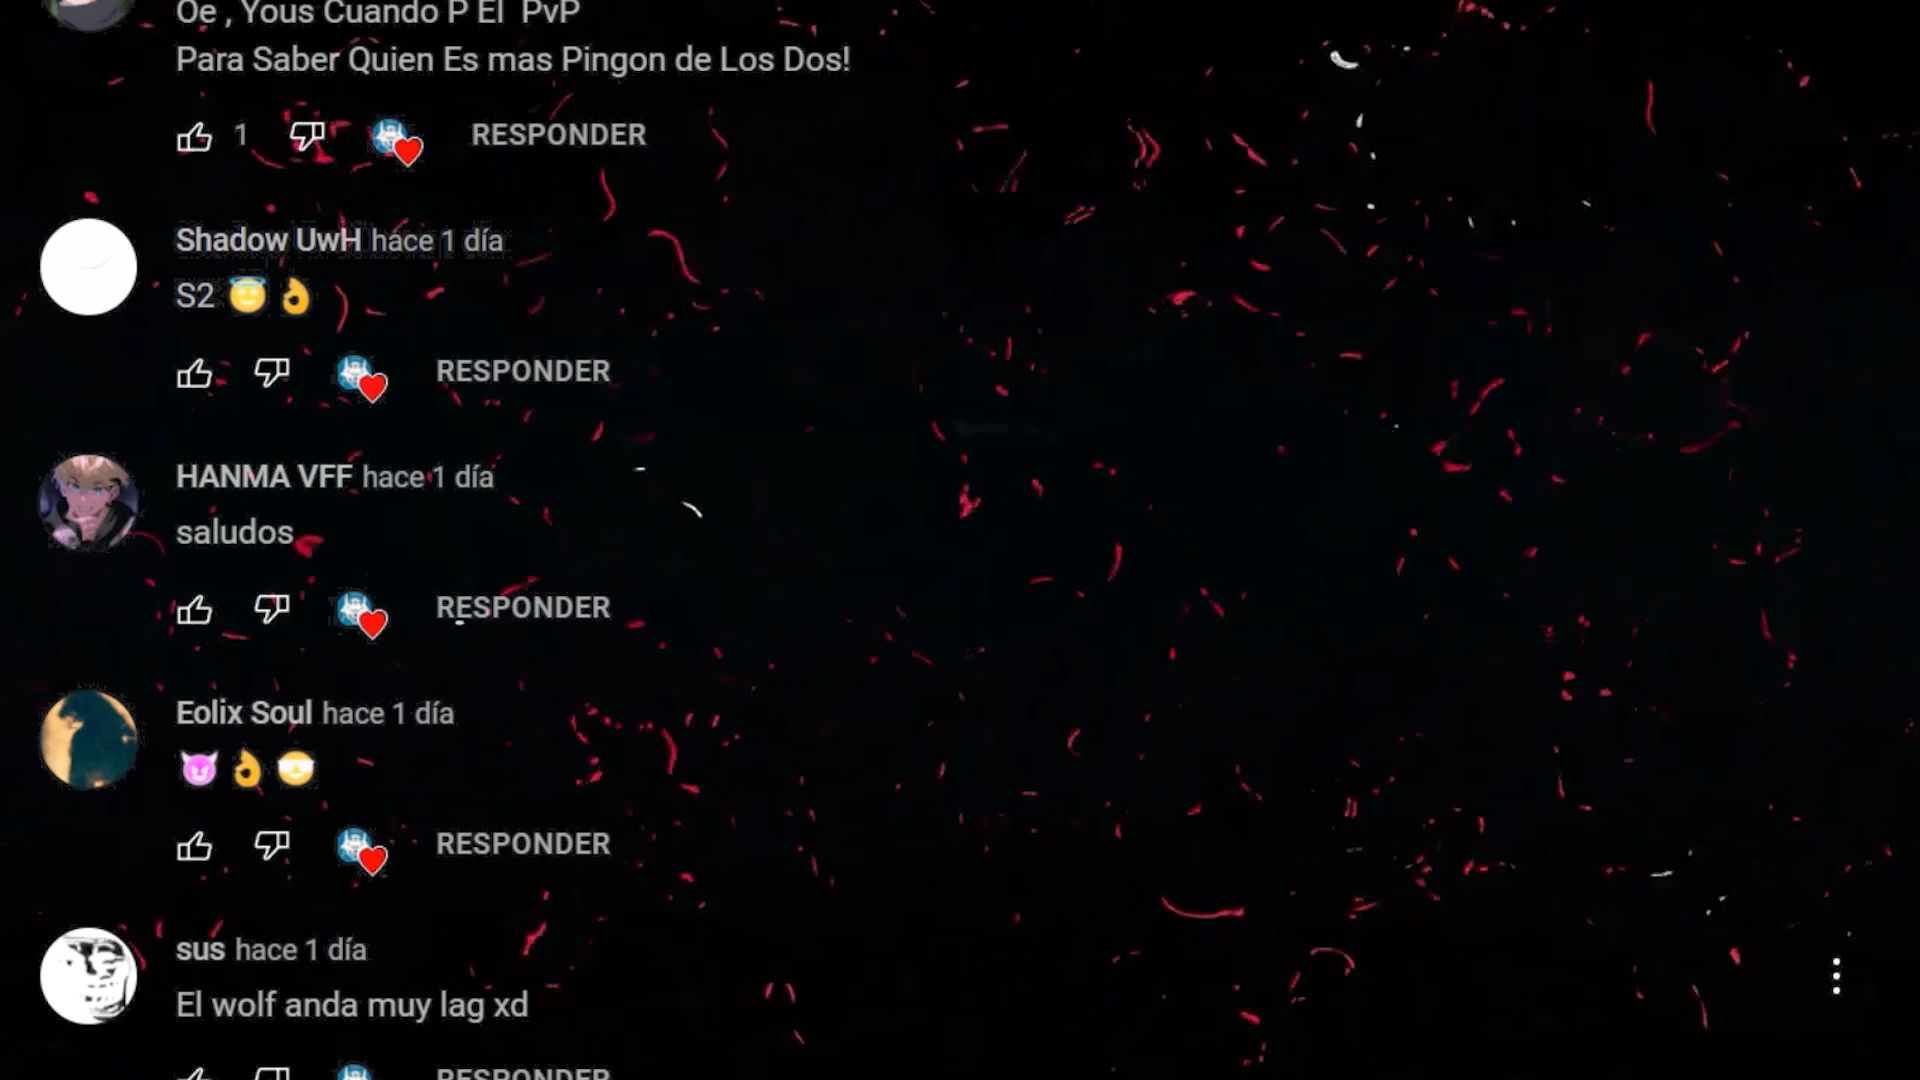 Oe , Yous Cuando P El PvP
Para Saber Quien Es mas Pingon de Los Dos!
1 RESPONDER
Shadow UwH hace 1 día
S2 😇👌
RESPONDER
HANMA VFF hace 1 día
saludos
RESPONDER
Eolix Soul hace 1 día
😈👌😎
RESPONDER
sus hace 1 día
El wolf anda muy lag xd
RESPONDER